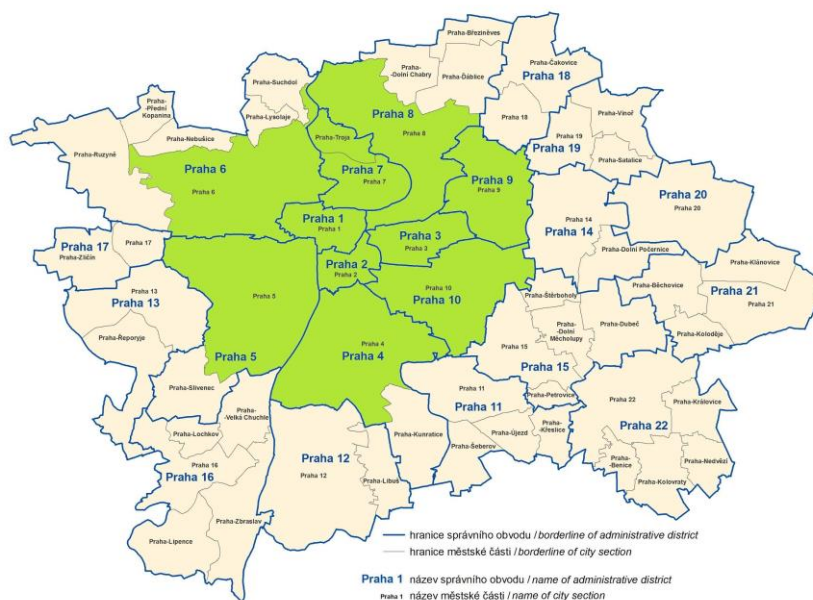 Praha-Březiněves
Praha-
-Dolní Chabry
Praha-Ďáblice
Praha-Čakovice
Praha 18
Praha 18
Praha-Suchdol
Praha-Lysolaje
Praha-
-Přední
Kopanina
Praha-Nebušice
Praha-Ruzyně
Praha 8
Praha 8
Praha-Troja
Praha-Vinoř
Praha 19
Praha 19
Praha-Satalice
Praha 6
Praha 6
Praha 7
Praha 7
Praha 9
Praha 9
Praha 20
Praha 20
Praha 1
Praha 1
Praha 3
Praha 3
Praha 14
Praha 14
Praha 17
Praha 17
Praha-Zličín
Praha-Dolní Počernice
Praha 2
Praha 2
Praha-Klánovice
Praha 10
Praha 10
Praha-Běchovice
Praha 21
Praha 21
Praha 13
Praha 13
Praha-Řeporyje
Praha 5
Praha 5
Praha-Štěrboholy
Praha-
-Dolní
Měcholupy
Praha-Dubeč
Praha-Koloděje
Praha 4
Praha 4
Praha 15
Praha 15
Praha-Petrovice
Praha-Slivenec
Praha 11
Praha 11
Praha 22
Praha 22
Praha-Královice
Praha-
-Velká Chuchle
Praha-Lochkov
Praha-Kunratice
Praha-Újezd
Praha-
-Křeslice
Praha-Šeberov
Praha 12
Praha 12
Praha-Libuš
Praha-
-Benice
Praha-Nedvězí
Praha-Kolovraty
Praha 16
Praha 16
Praha-Zbraslav
Praha-Lipence
hranice správního obvodu / borderline of administrative district
hranice městské části / borderline of city section
Praha 1 název správního obvodu / name of administrative district
Praha 1 název městské části / name of city section